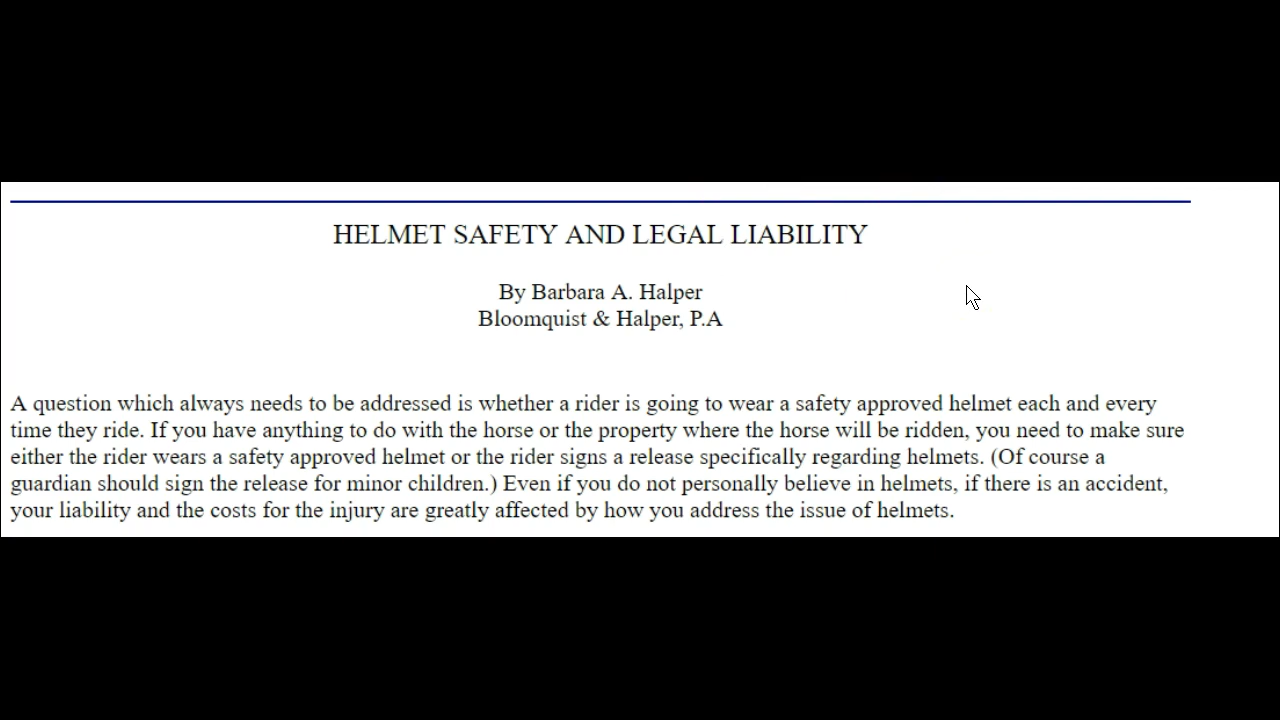 HELMET SAFETY AND LEGAL LIABILITY
By Barbara A. Halper
Bloomquist & Halper, P.A
A question which always needs to be addressed is whether a rider is going to wear a safety approved helmet each and every
time they ride. If you have anything to do with the horse or the property where the horse will be ridden, you need to make sure
either the rider wears a safety approved helmet or the rider signs a release specifically regarding helmets. (Of course a
guardian should sign the release for minor children.) Even if you do not personally believe in helmets, if there is an accident,
your liability and the costs for the injury are greatly affected by how you address the issue of helmets.